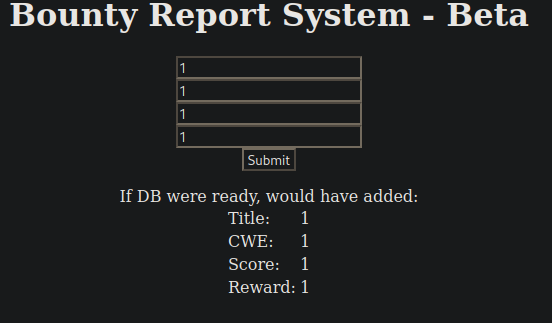 Bounty Report System - Beta
1
1
1
1
Submit
If DB were ready, would have added:
Title: 1
CWE: 1
Score: 1
Reward: 1